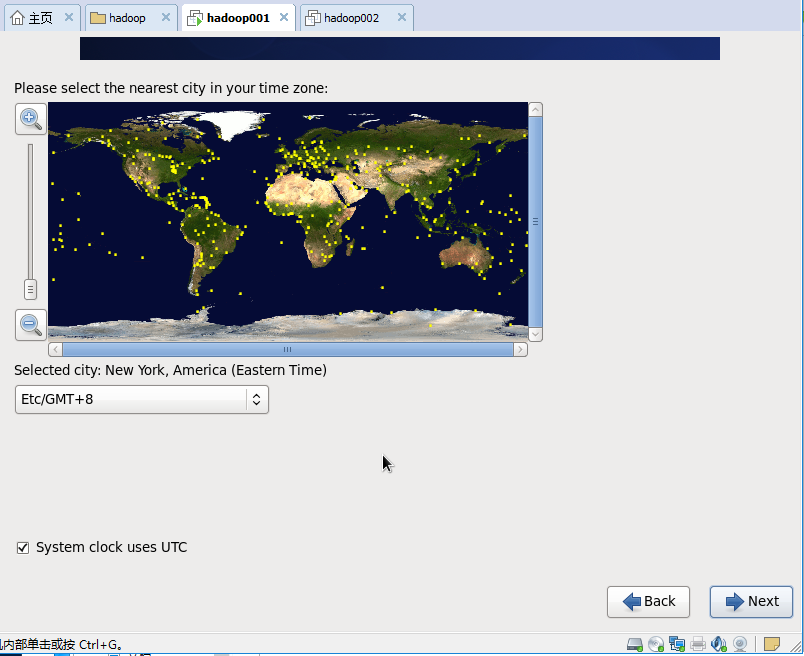 主页 hadoop hadoop001 hadoop002
Please select the nearest city in your time zone:
Selected city: New York, America (Eastern Time)
Etc/GMT+8
System clock uses UTC
Back Next
内部单击或按 Ctrl+G。